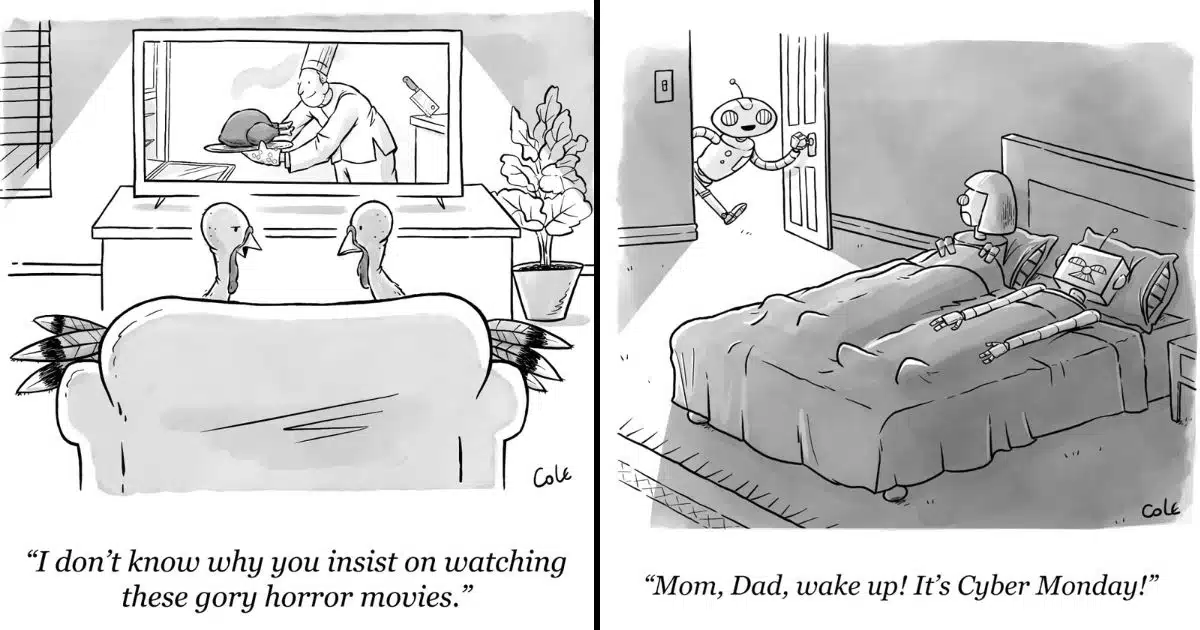 Cole
“I don’t know why you insist on watching
these gory horror movies.”
Cole
“Mom, Dad, wake up! It’s Cyber Monday!”